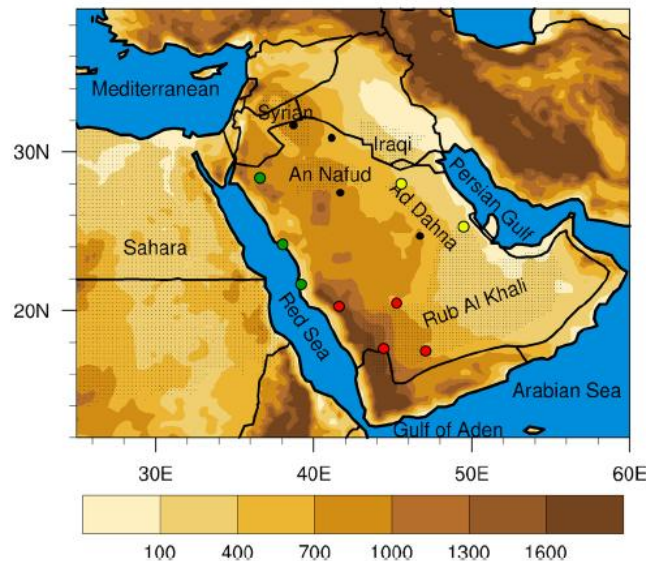 Mediterranean
Syrian
Iraqi
30N
An Nafud
Persian Gulf
Ad Dahna
Sahara
20N
Red Sea
Rub Al Khali
Arabian Sea
Gulf of Aden
30E 40E 50E 60E
100 400 700 1000 1300 1600